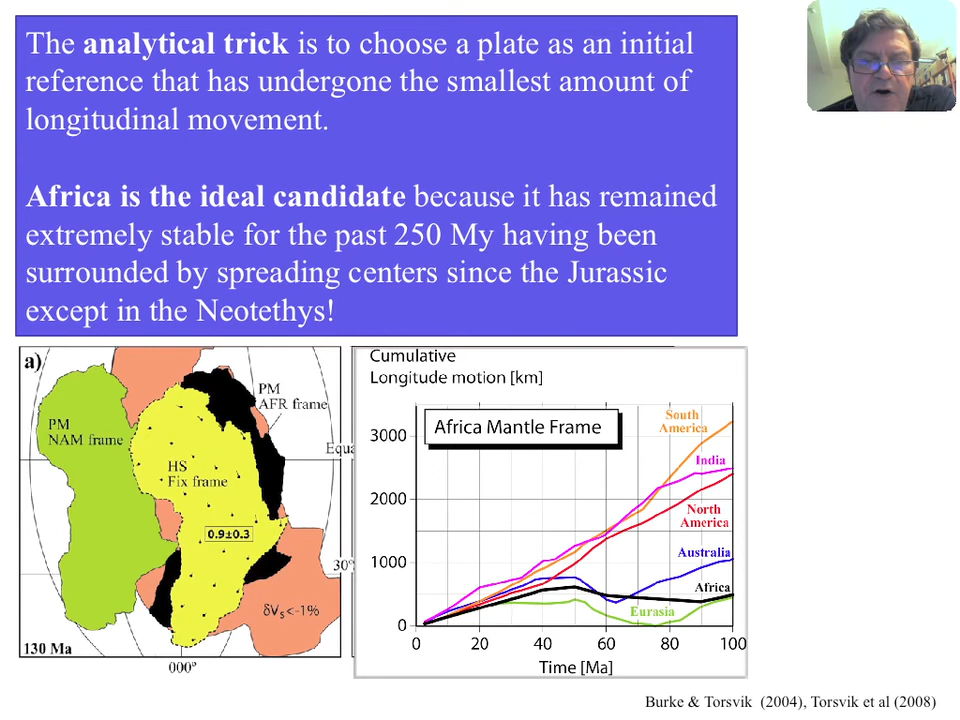 The analytical trick is to choose a plate as an initial
reference that has undergone the smallest amount of
longitudinal movement.
Africa is the ideal candidate because it has remained
extremely stable for the past 250 My having been
surrounded by spreading centers since the Jurassic
except in the Neotethys!
a)
PM
NAM frame
PM
AFR frame
HS
Fix frame
0.9±0.3
Equa
30°
δVs<-1%
130 Ma
000°
Cumulative
Longitude motion [km]
Africa Mantle Frame
3000
2000
1000
0
South
America
India
North
America
Australia
Africa
Eurasia
0 20 40 60 80 100
Time [Ma]
Burke & Torsvik (2004), Torsvik et al (2008)